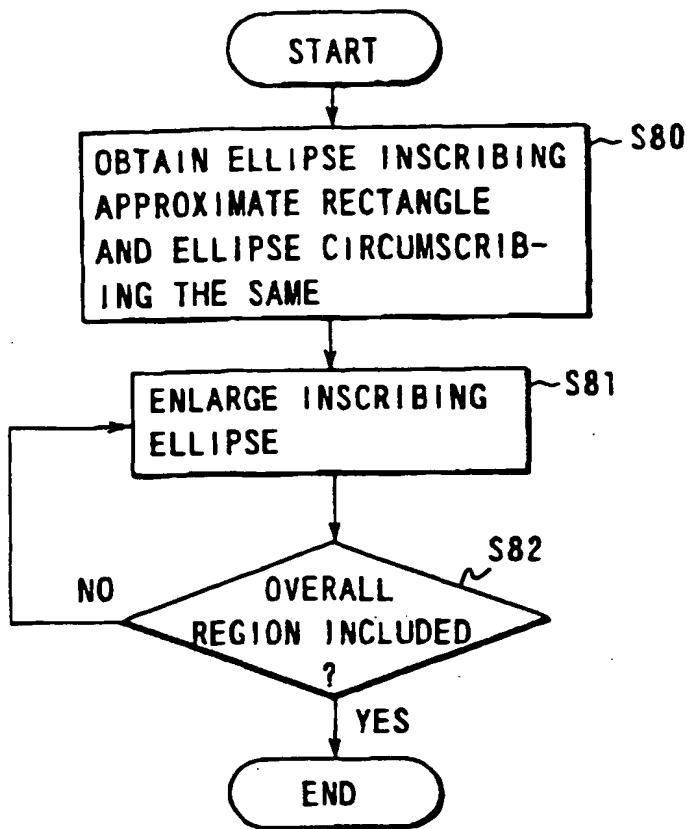 START
S80
OBTAIN ELLIPSE INSCRIBING
APPROXIMATE RECTANGLE
AND ELLIPSE CIRCUMSCRIB-
ING THE SAME
S81
ENLARGE INSCRIBING
ELLIPSE
S82
NO
OVERALL
REGION INCLUDED
?
YES
END